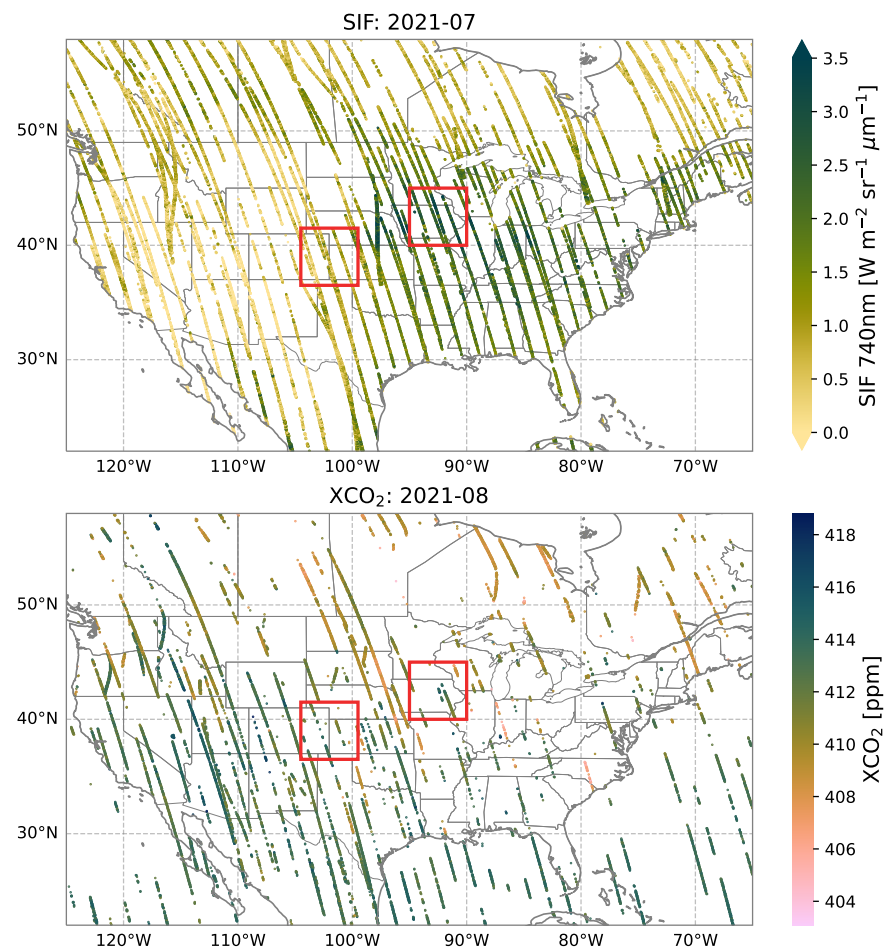 SIF: 2021-07
50°N
40°N
30°N
120°W 110°W 100°W 90°W 80°W 70°W
3.5
3.0
2.5
2.0
1.5
1.0
0.5
0.0
SIF 740nm [W m⁻² sr⁻¹ μm⁻¹]
XCO₂: 2021-08
50°N
40°N
30°N
120°W 110°W 100°W 90°W 80°W 70°W
418
416
414
412
410
408
406
404
XCO₂ [ppm]